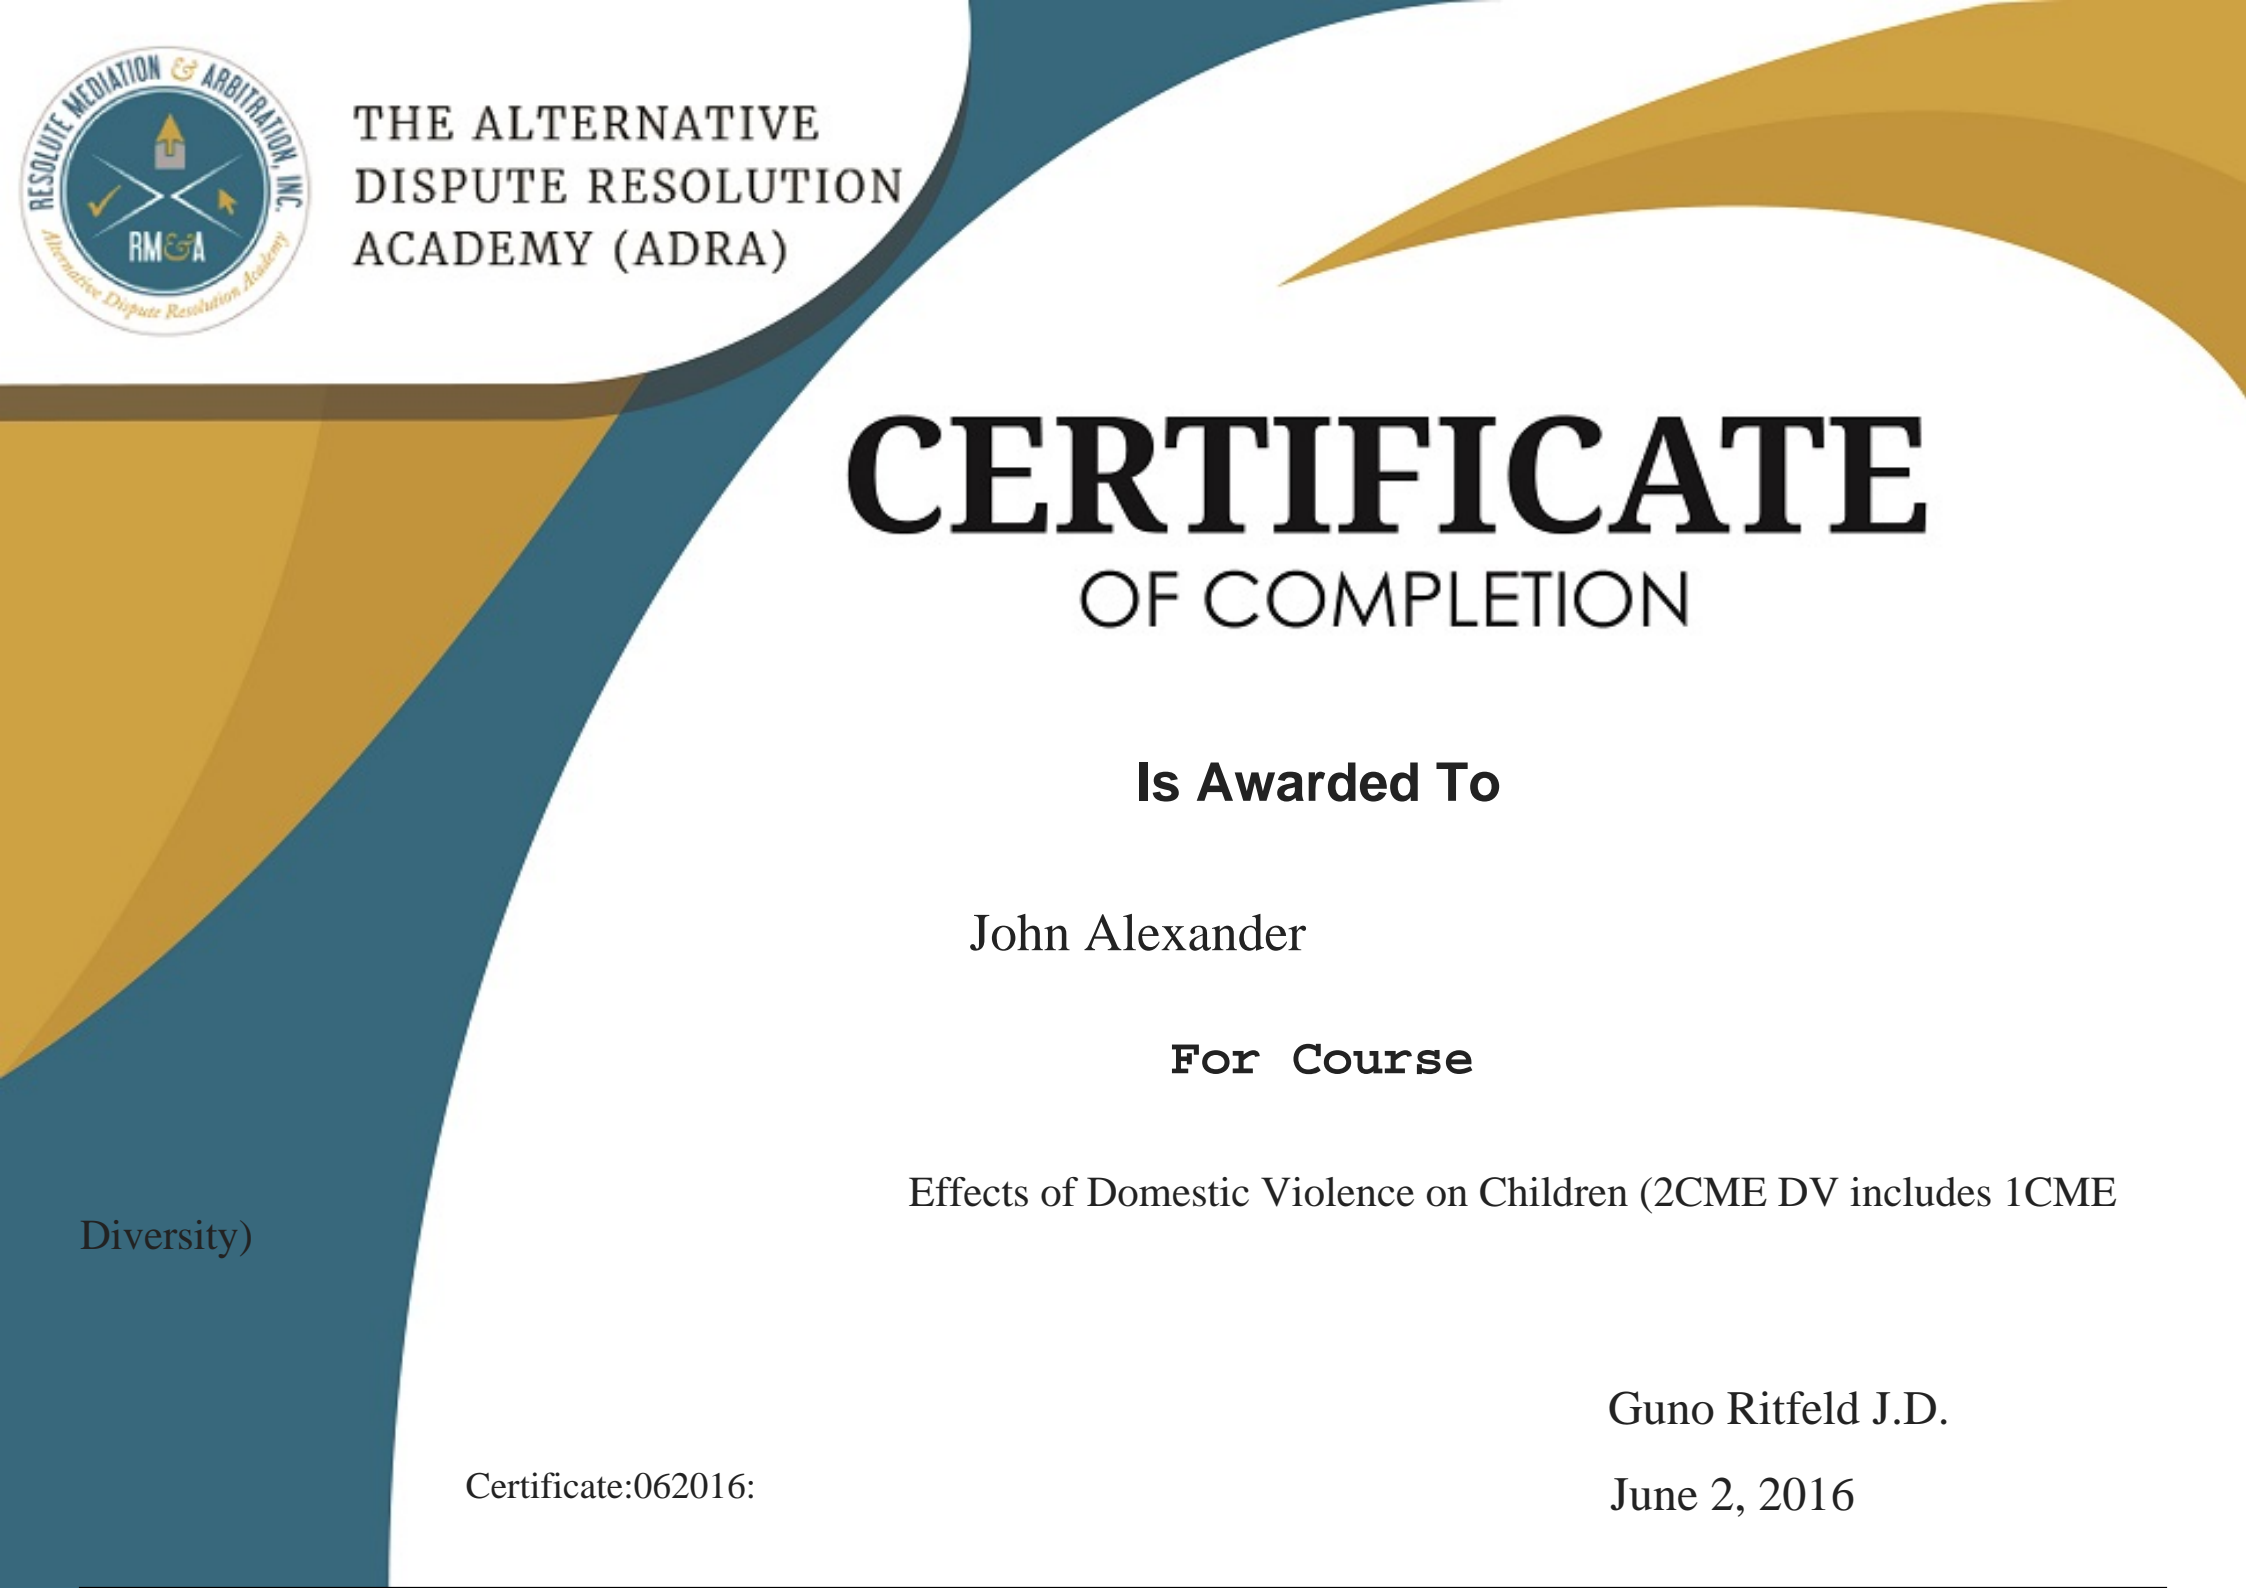 RESOLUTE MEDIATION & ARBITRATION, INC.
RM&A
Alternative Dispute Resolution Academy
THE ALTERNATIVE
DISPUTE RESOLUTION
ACADEMY (ADRA)
CERTIFICATE
OF COMPLETION
Is Awarded To
John Alexander
For Course
Effects of Domestic Violence on Children (2CME DV includes 1CME
Diversity)
Guno Ritfeld J.D.
Certificate:062016:
June 2, 2016